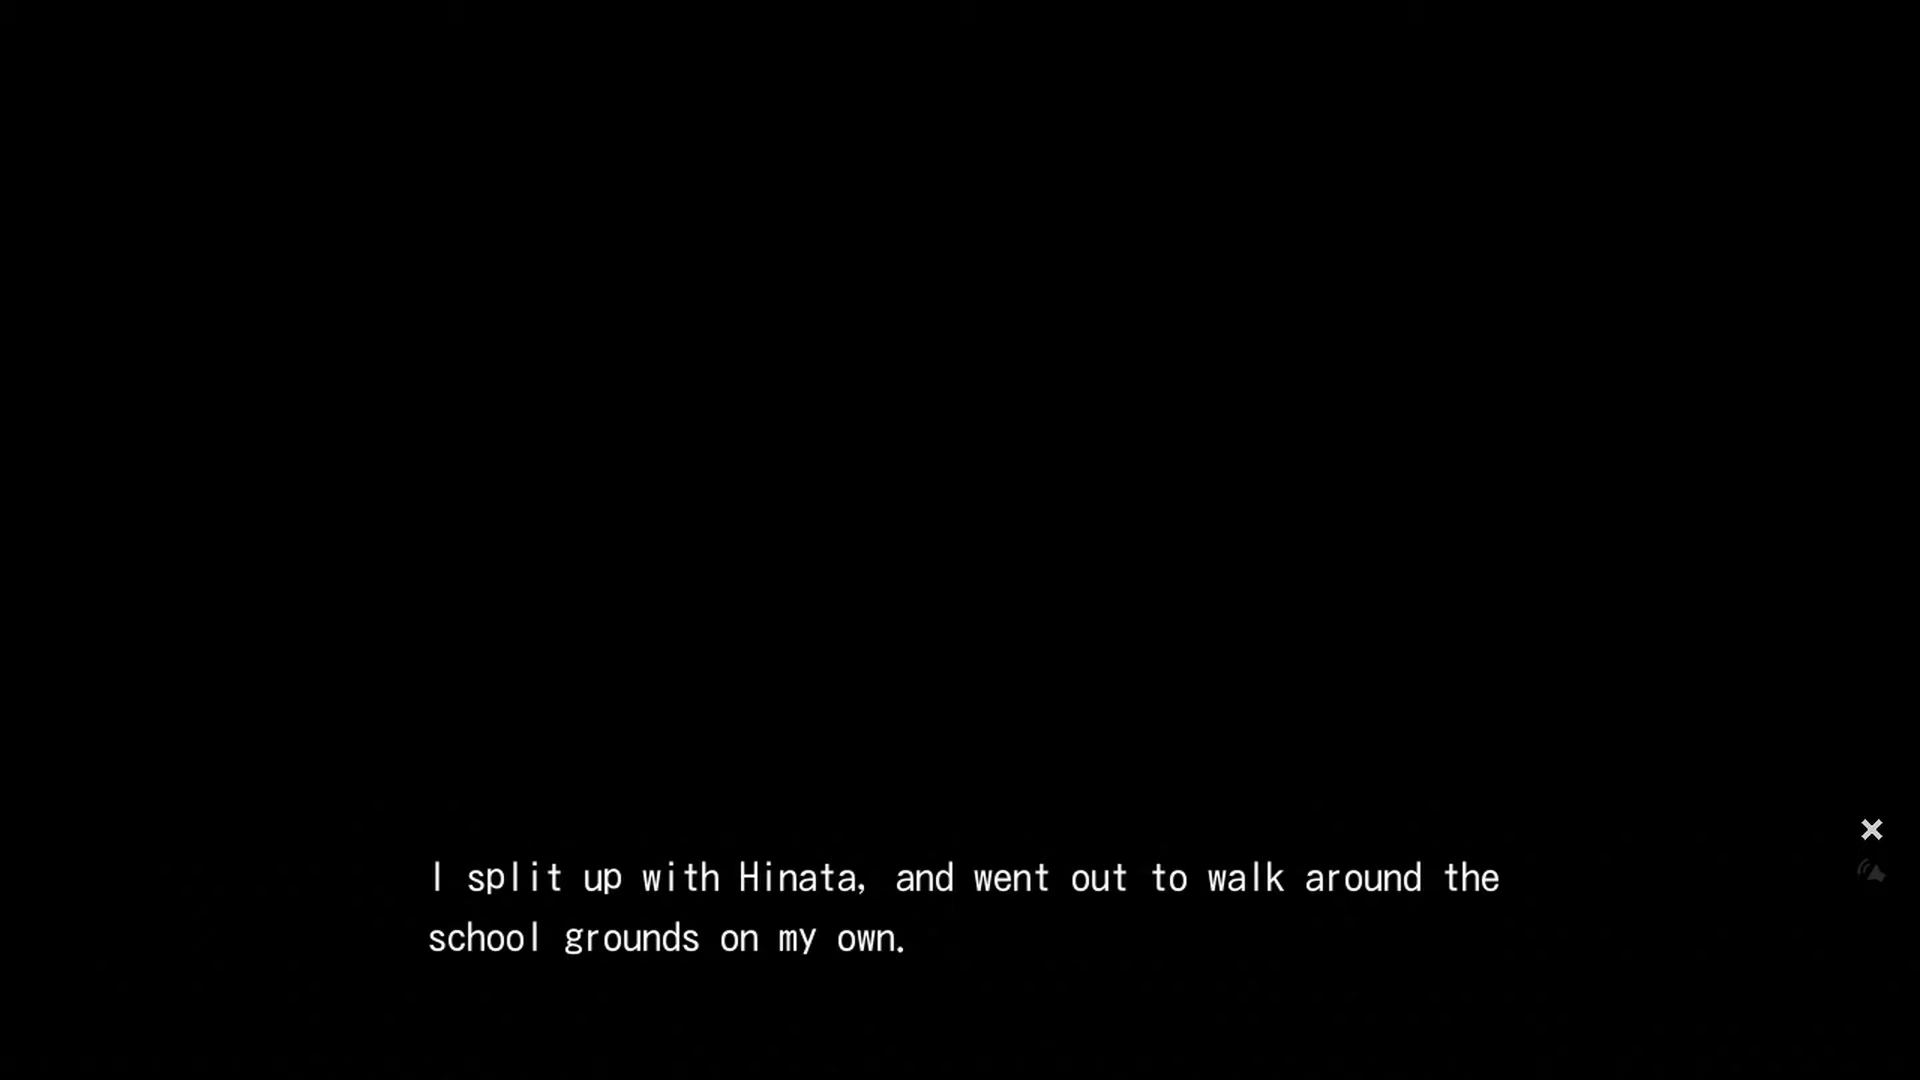 I split up with Hinata, and went out to walk around the
school grounds on my own.